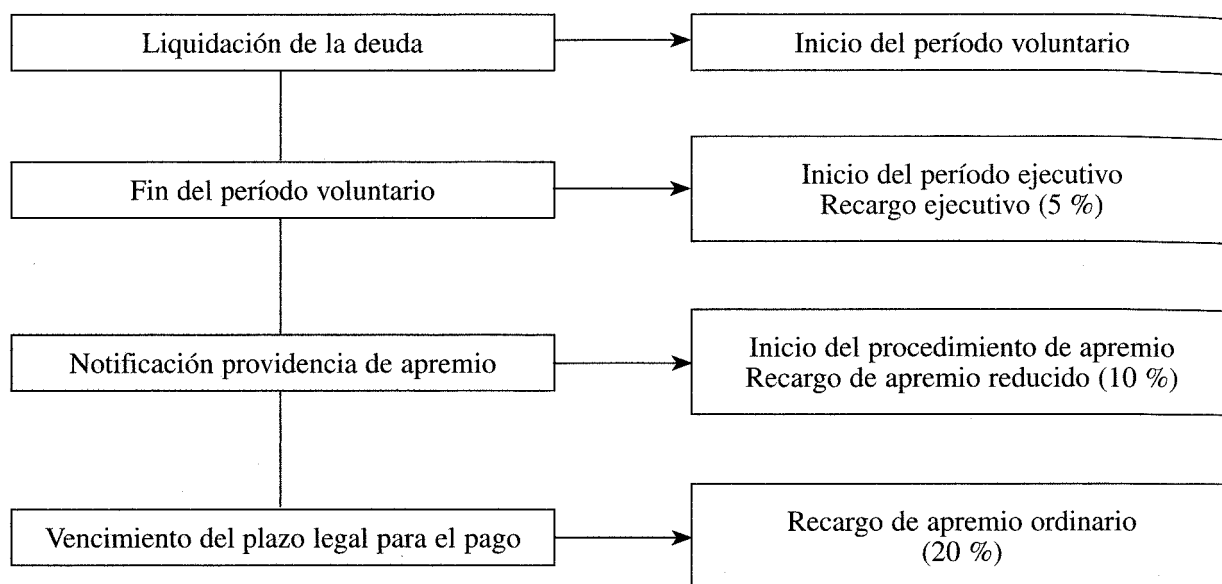 Liquidación de la deuda
Inicio del período voluntario
Fin del período voluntario
Inicio del período ejecutivo
Recargo ejecutivo (5 %)
Notificación providencia de apremio
Inicio del procedimiento de apremio
Recargo de apremio reducido (10 %)
Vencimiento del plazo legal para el pago
Recargo de apremio ordinario
(20 %)